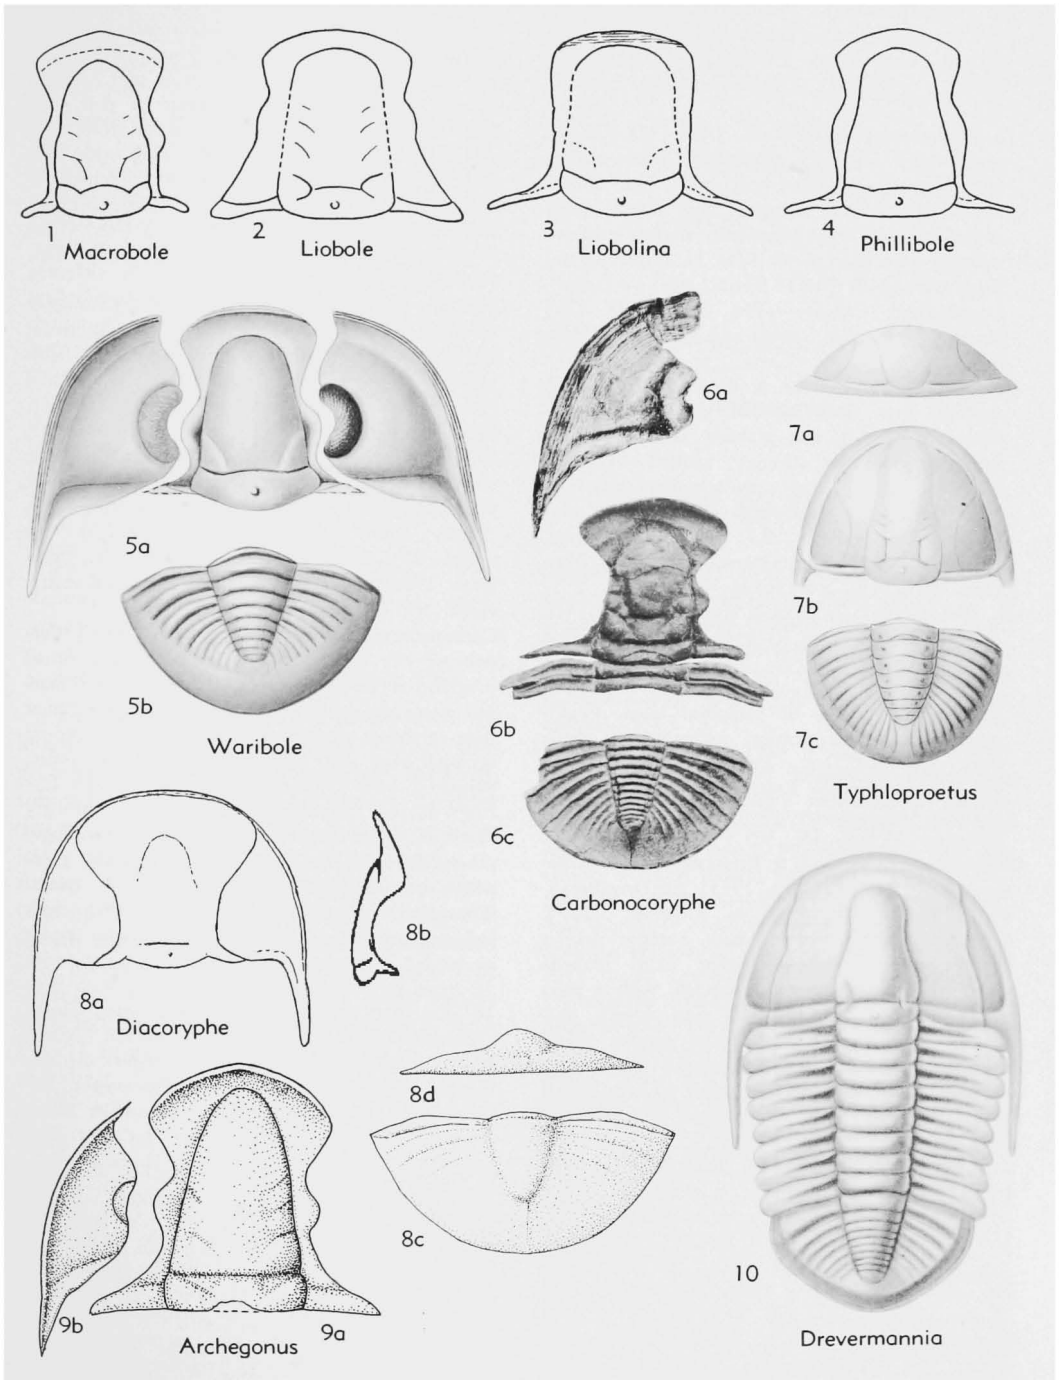 1
Macrobole
2
Liobole
3
Liobolina
4
Phillibole
5a
5b
Waribole
6a
6b
6c
Carbonocoryphe
7a
7b
7c
Typhloproetus
8a
Diacoryphe
8b
8d
8c
9b
9a
Archegonus
10
Drevermannia